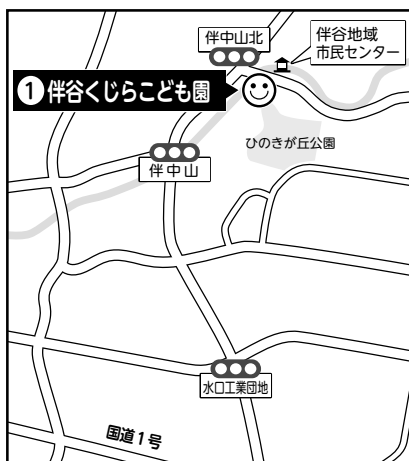 伴中山北
伴谷地域
市民センター
1 伴谷くじらこども園
ひのきが丘公園
伴中山
水口工業団地
国道1号